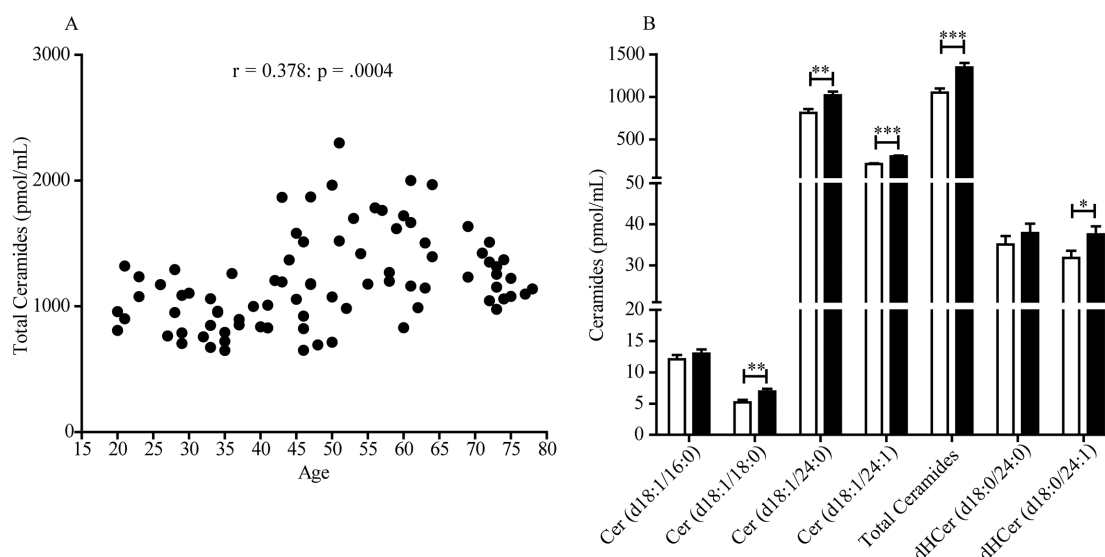 A
Total Ceramides (pmol/mL)
3000
2000
1000
0
r = 0.378: p = .0004
15 20 25 30 35 40 45 50 55 60 65 70 75 80
Age
B
Ceramides (pmol/mL)
1500
1000
500
50
40
30
20
15
10
5
0
**
**
***
***
*
Cer (d18:1/16:0)
Cer (d18:1/18:0)
Cer (d18:1/24:0)
Cer (d18:1/24:1)
Total Ceramides
dHCer (d18:0/24:0)
dHCer (d18:0/24:1)